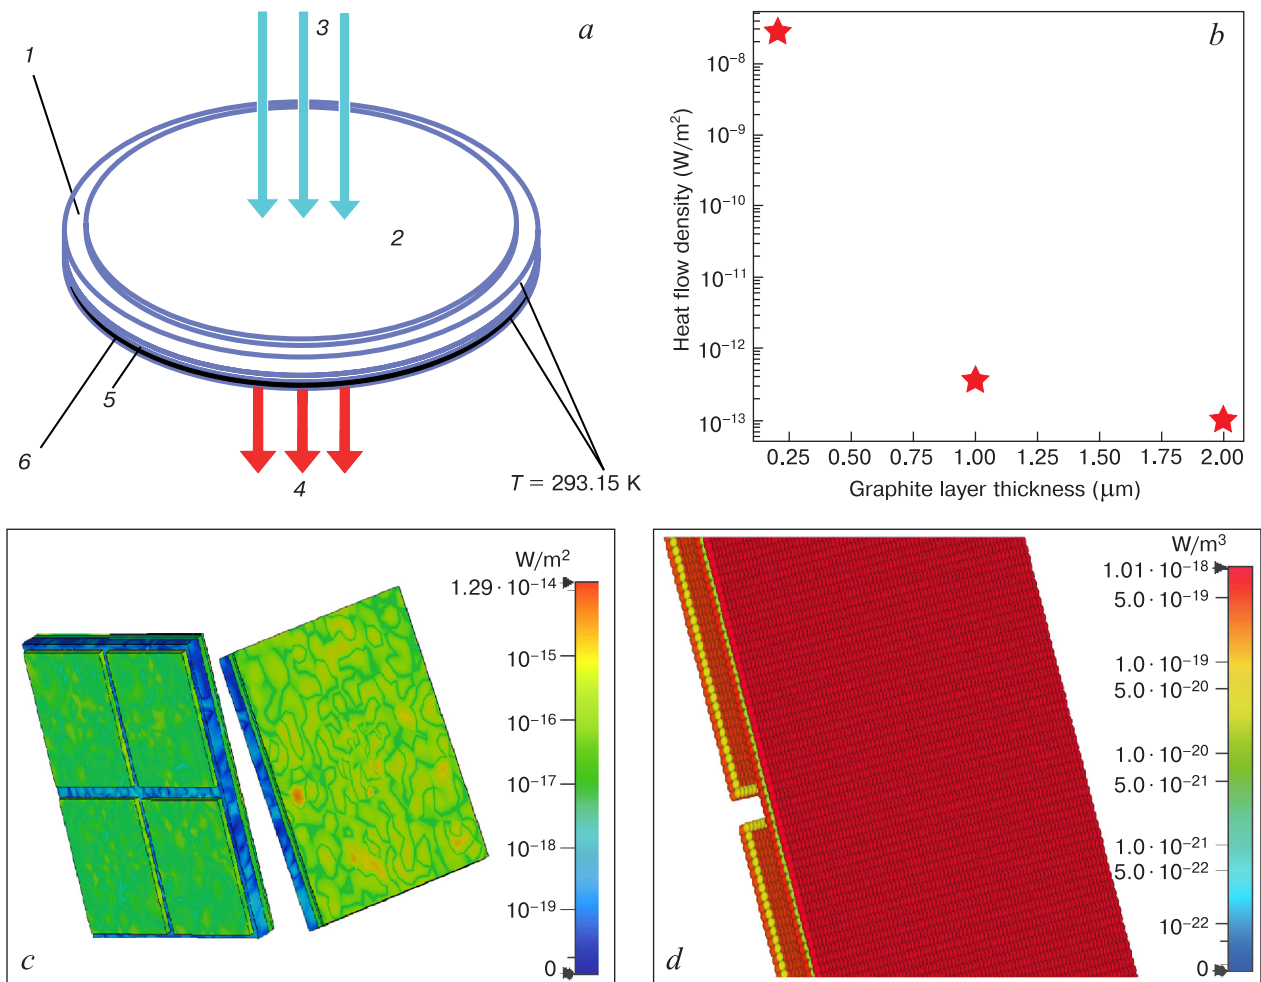 a
1
3
2
5
6
4
T = 293.15 K
b
Heat flow density (W/m²)
10⁻⁸
10⁻⁹
10⁻¹⁰
10⁻¹¹
10⁻¹²
10⁻¹³
0.25 0.50 0.75 1.00 1.25 1.50 1.75 2.00
Graphite layer thickness (μm)
c
W/m²
1.29 · 10⁻¹⁴
10⁻¹⁵
10⁻¹⁶
10⁻¹⁷
10⁻¹⁸
10⁻¹⁹
0
d
W/m³
1.01 · 10⁻¹⁸
5.0 · 10⁻¹⁹
1.0 · 10⁻¹⁹
5.0 · 10⁻²⁰
1.0 · 10⁻²⁰
5.0 · 10⁻²¹
1.0 · 10⁻²¹
5.0 · 10⁻²²
10⁻²²
0